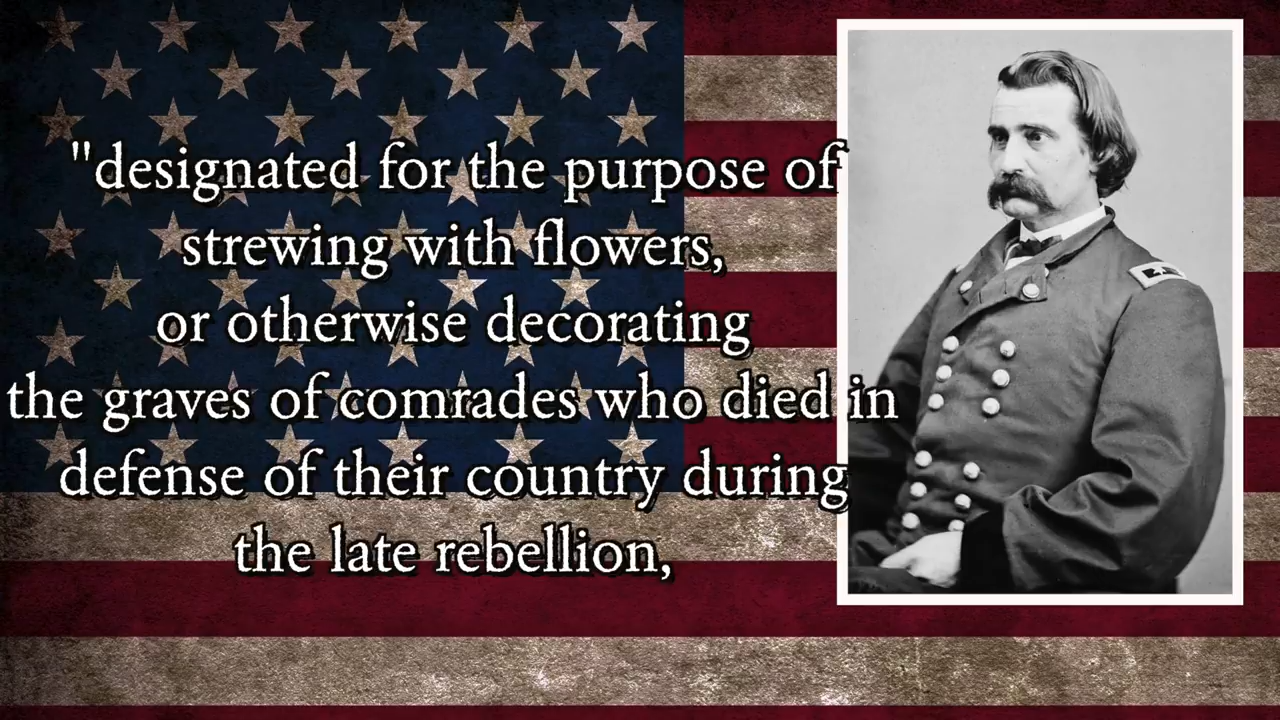 "designated for the purpose of
strewing with flowers,
or otherwise decorating
the graves of comrades who died in
defense of their country during
the late rebellion,